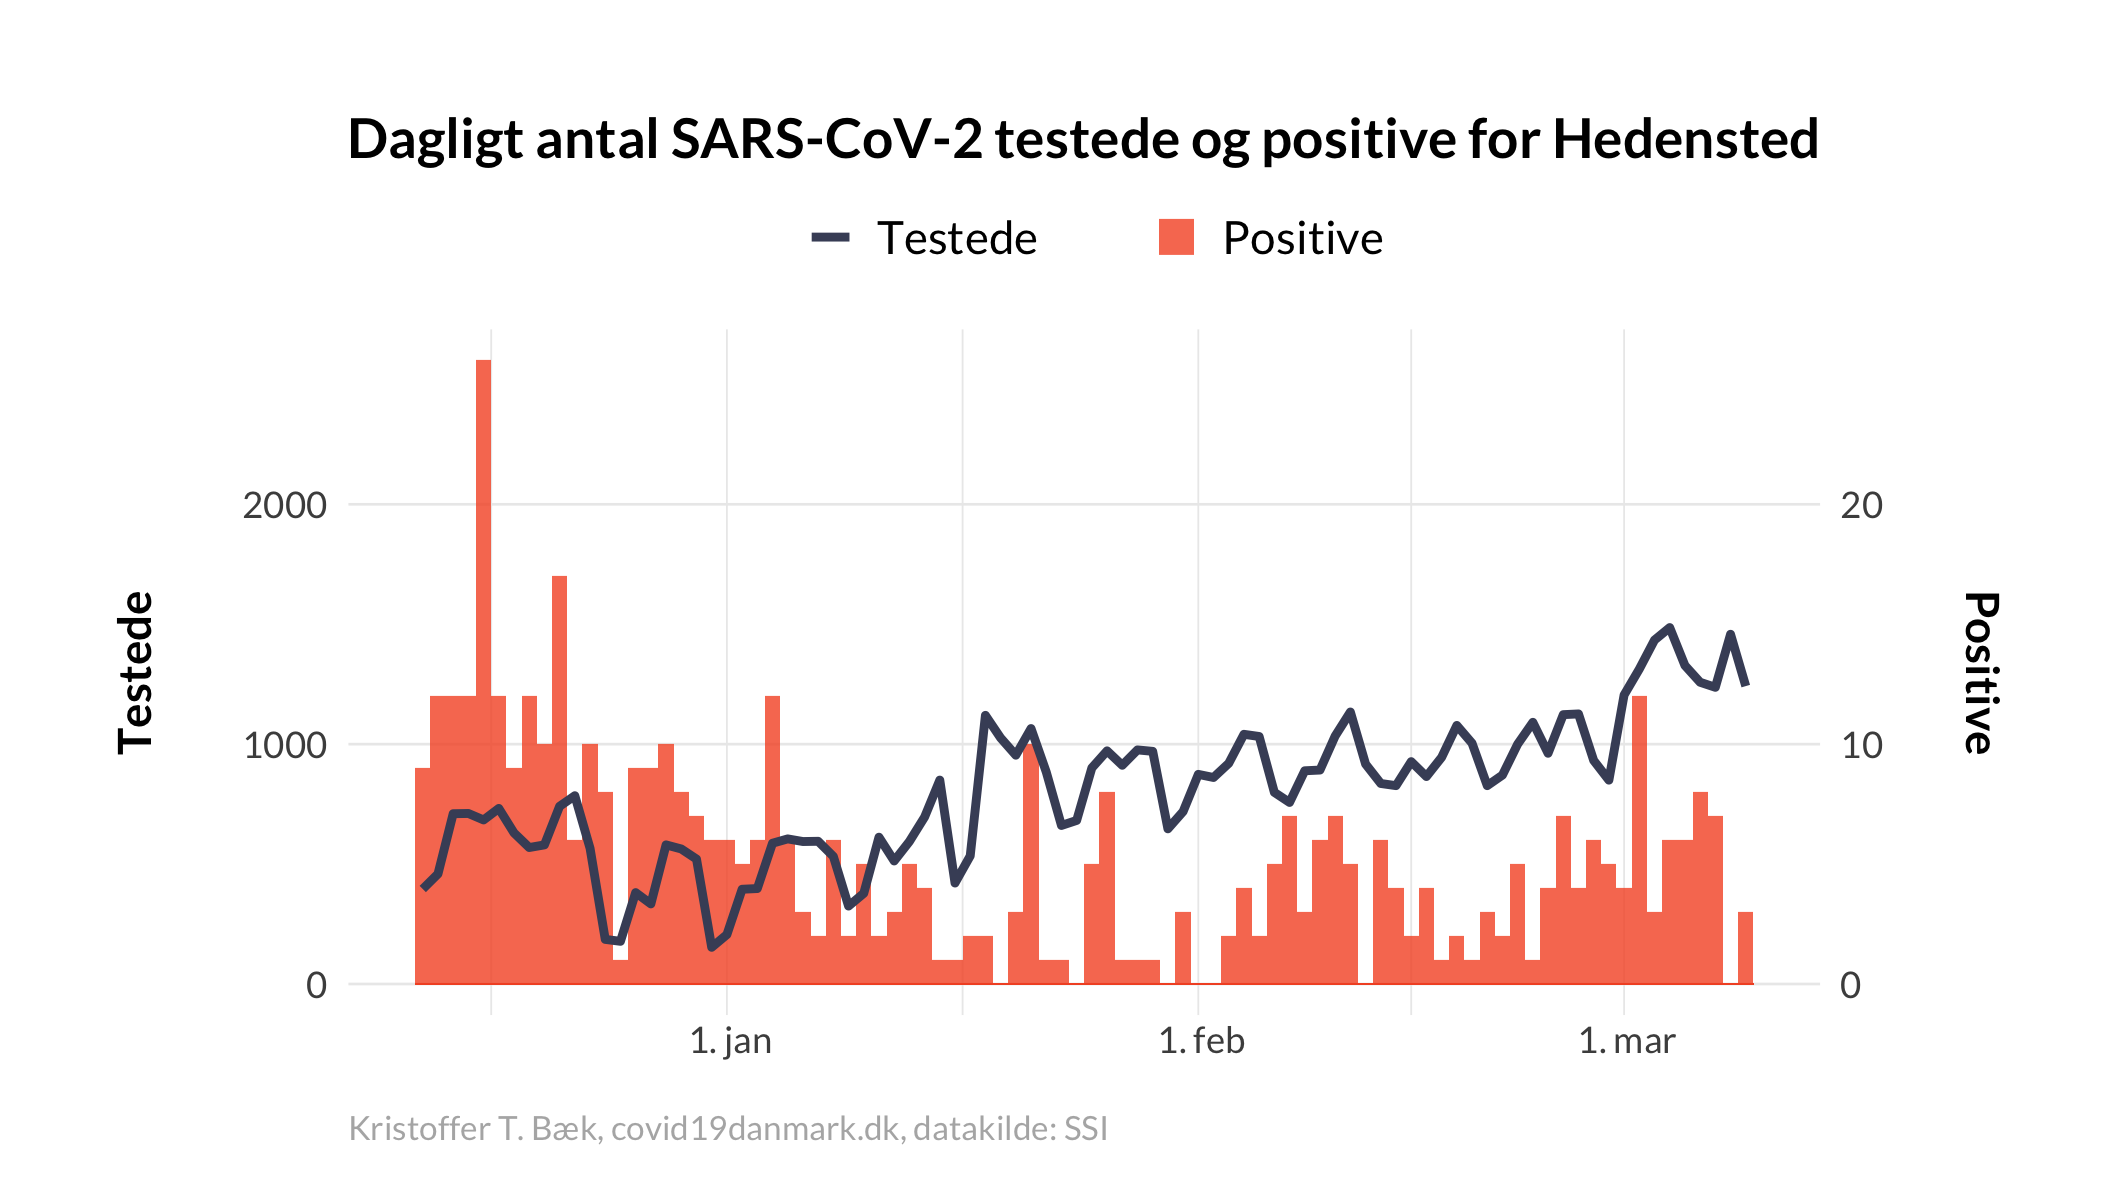 Dagligt antal SARS-CoV-2 testede og positive for Hedensted
Testede
Positive
2000
1000
0
20
10
0
Testede
Positive
1. jan
1. feb
1. mar
Kristoffer T. Bæk, covid19danmark.dk, datakilde: SSI